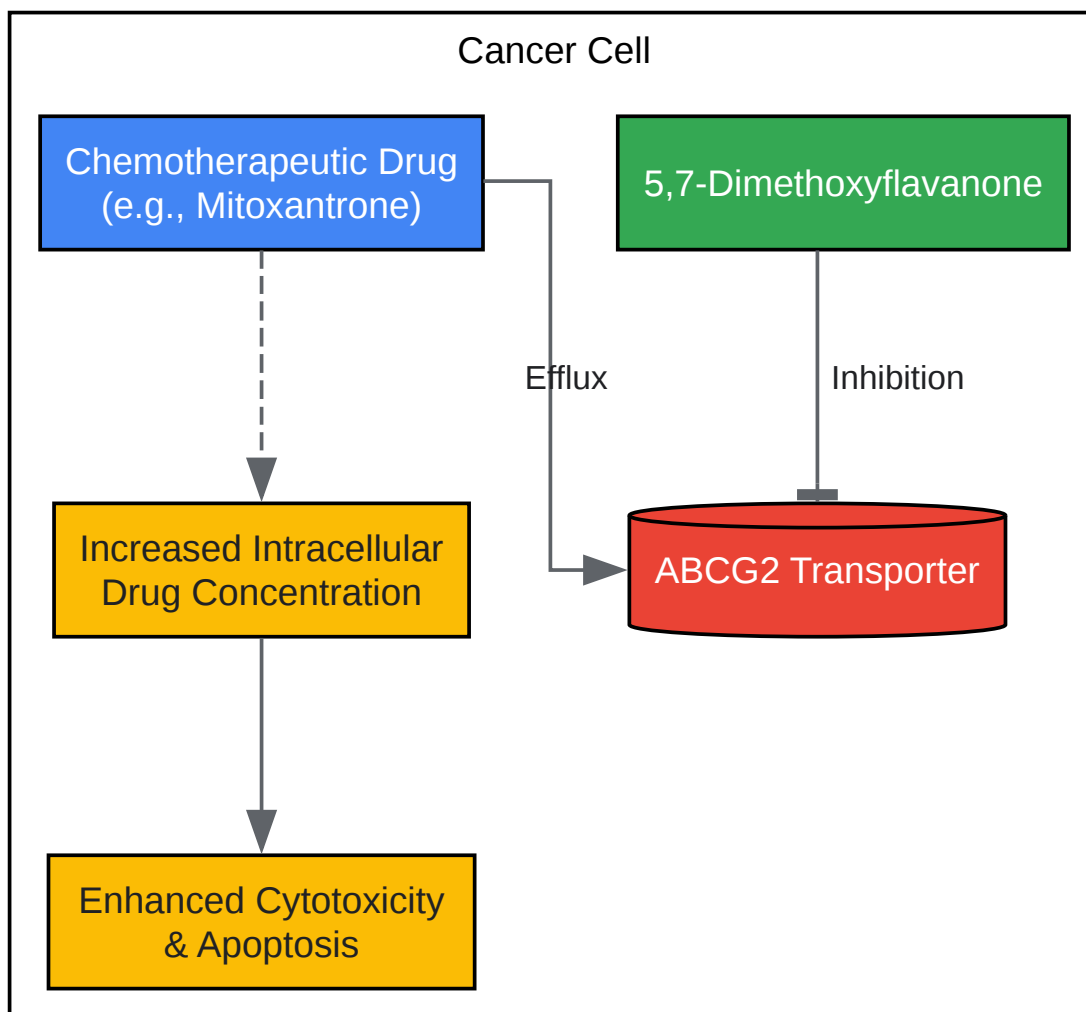 Cancer Cell
Chemotherapeutic Drug
(e.g., Mitoxantrone)
5,7-Dimethoxyflavanone
Efflux
Inhibition
Increased Intracellular
Drug Concentration
ABCG2 Transporter
Enhanced Cytotoxicity
& Apoptosis